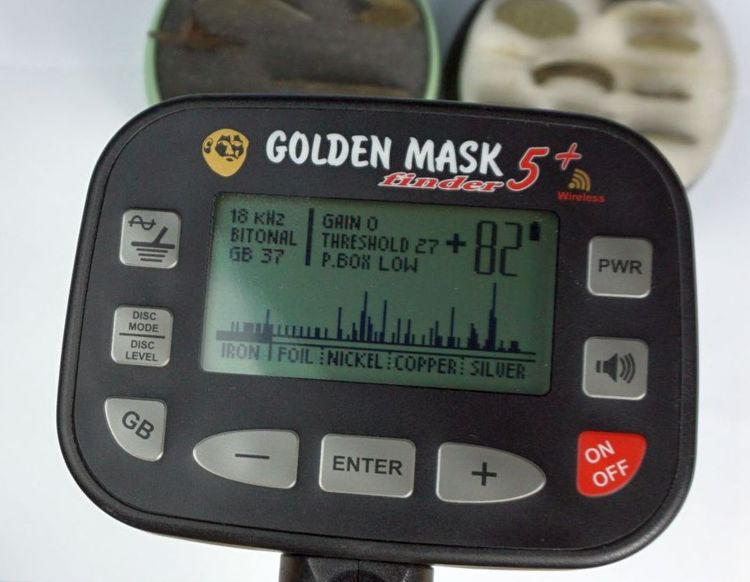 GOLDEN MASK 5+
finder
Wireless
18 KHZ
BITONAL
GB 37
GAIN 0
THRESHOLD 27
P.BOX LOW
+82
IRON FOIL NICKEL COPPER SILVER
DISC
MODE
DISC
LEVEL
GB
PWR
−
ENTER
+
ON
OFF